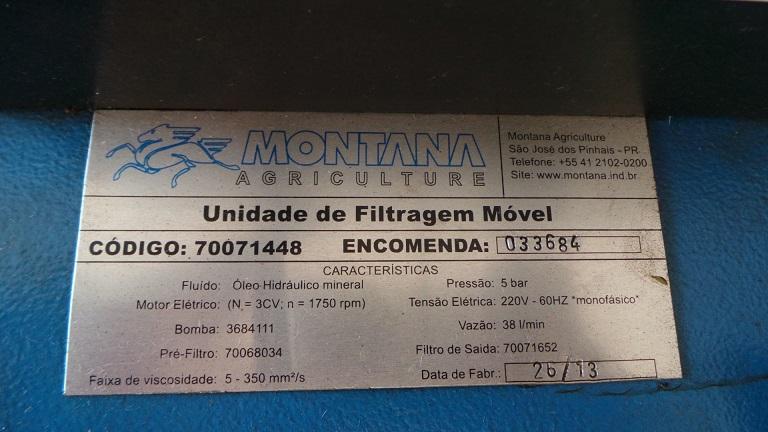 MONTANA
AGRICULTURE
Montana Agriculture
São José dos Pinhais - PR
Telefone: +55 41 2102-0200
Site: www.montana.ind.br
Unidade de Filtragem Móvel
CÓDIGO: 70071448 ENCOMENDA: 033684
CARACTERÍSTICAS
Fluído: Óleo Hidráulico mineral Pressão: 5 bar
Motor Elétrico: (N = 3CV; n = 1750 rpm) Tensão Elétrica: 220V - 60HZ *monofásico*
Bomba: 3684111 Vazão: 38 l/min
Pré-Filtro: 70068034 Filtro de Saida: 70071652
Faixa de viscosidade: 5 - 350 mm²/s Data de Fabr.: 26/13